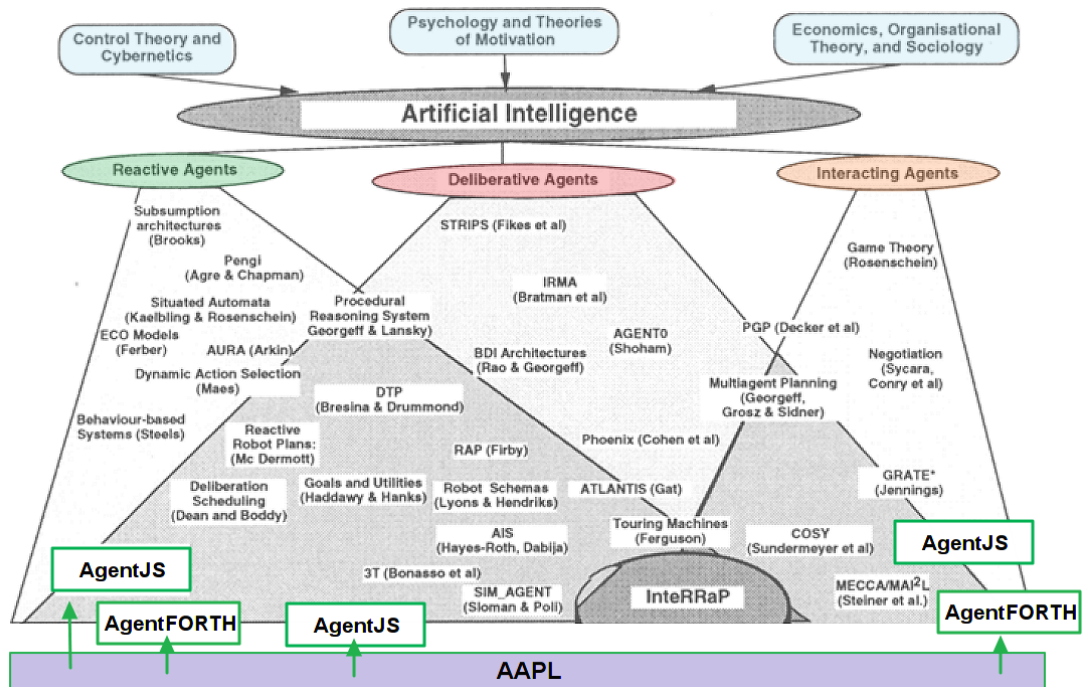 Control Theory and
Cybernetics
Psychology and Theories
of Motivation
Economics, Organisational
Theory, and Sociology
Artificial Intelligence
Reactive Agents
Deliberative Agents
Interacting Agents
Subsumption
architectures
(Brooks)
STRIPS (Fikes et al)
Game Theory
(Rosenschein)
Pengi
(Agre & Chapman)
IRMA
(Bratman et al)
Situated Automata
(Kaelbling & Rosenschein)
Procedural
Reasoning System
Georgeff & Lansky)
ECO Models
(Ferber)
AURA (Arkin)
AGENT0
(Shoham)
PGP (Decker et al)
BDI Architectures
(Rao & Georgeff)
Negotiation
(Sycara,
Conry et al)
Dynamic Action Selection
(Maes)
DTP
(Bresina & Drummond)
Multiagent Planning
(Georgeff,
Grosz & Sidner)
Behaviour-based
Systems (Steels)
Reactive
Robot Plans:
(Mc Dermott)
RAP (Firby)
Phoenix (Cohen et al)
Deliberation
Scheduling
(Dean and Boddy)
Goals and Utilities
(Haddawy & Hanks)
Robot Schemas
(Lyons & Hendriks)
ATLANTIS (Gat)
GRATE*
(Jennings)
AIS
(Hayes-Roth, Dabija)
Touring Machines
(Ferguson)
COSY
(Sundermeyer et al)
AgentJS
AgentJS
3T (Bonasso et al)
SIM_AGENT
(Sloman & Poli)
InteRRaP
MECCA/MAI2L
(Steiner et al.)
AgentFORTH
AgentJS
AgentFORTH
AAPL